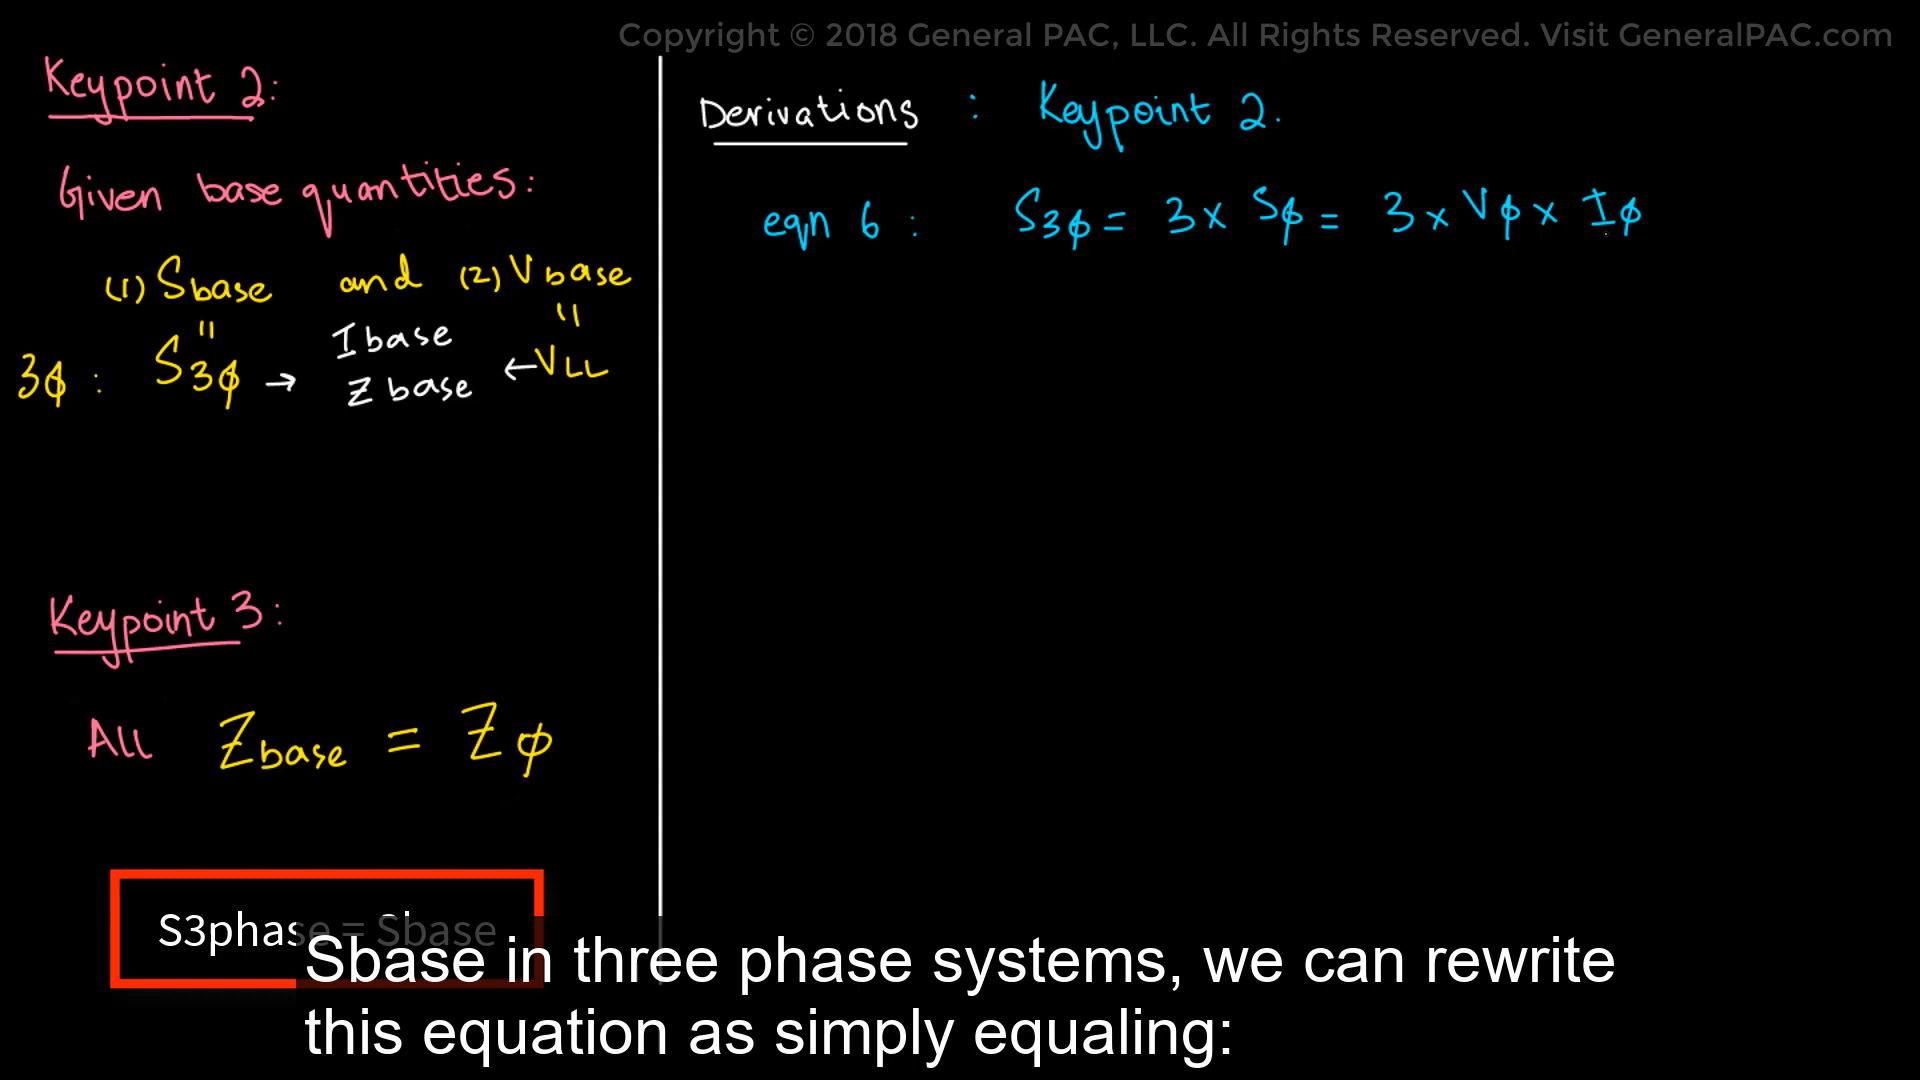 Copyright © 2018 General PAC, LLC. All Rights Reserved. Visit GeneralPAC.com
Keypoint 2:
Given base quantities:
(1) Sbase and (2) Vbase
" "
3ϕ : S3ϕ → Ibase
Zbase ← VLL
Keypoint 3:
All Zbase = Zϕ
S3phase = Sbase
Derivations : Keypoint 2.
eqn 6 : S3ϕ = 3 x Sϕ = 3 x Vϕ x Iϕ
Sbase in three phase systems, we can rewrite
this equation as simply equaling: